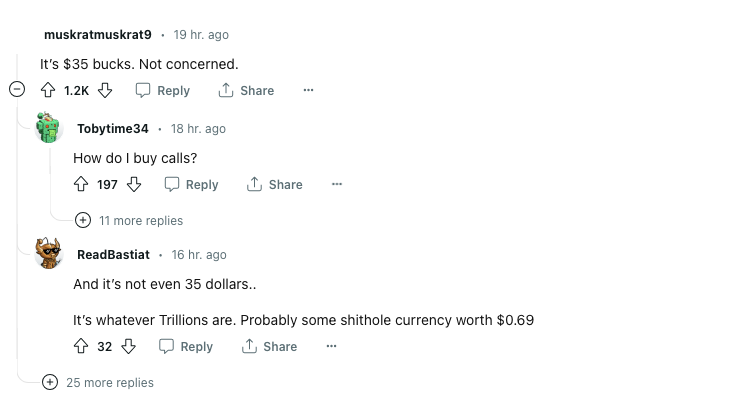 muskratmuskrat9 • 19 hr. ago
It's $35 bucks. Not concerned.
1.2K Reply Share ···
Tobytime34 • 18 hr. ago
How do I buy calls?
197 Reply Share ···
11 more replies
ReadBastiat • 16 hr. ago
And it's not even 35 dollars..
It's whatever Trillions are. Probably some shithole currency worth $0.69
32 Reply Share ···
25 more replies